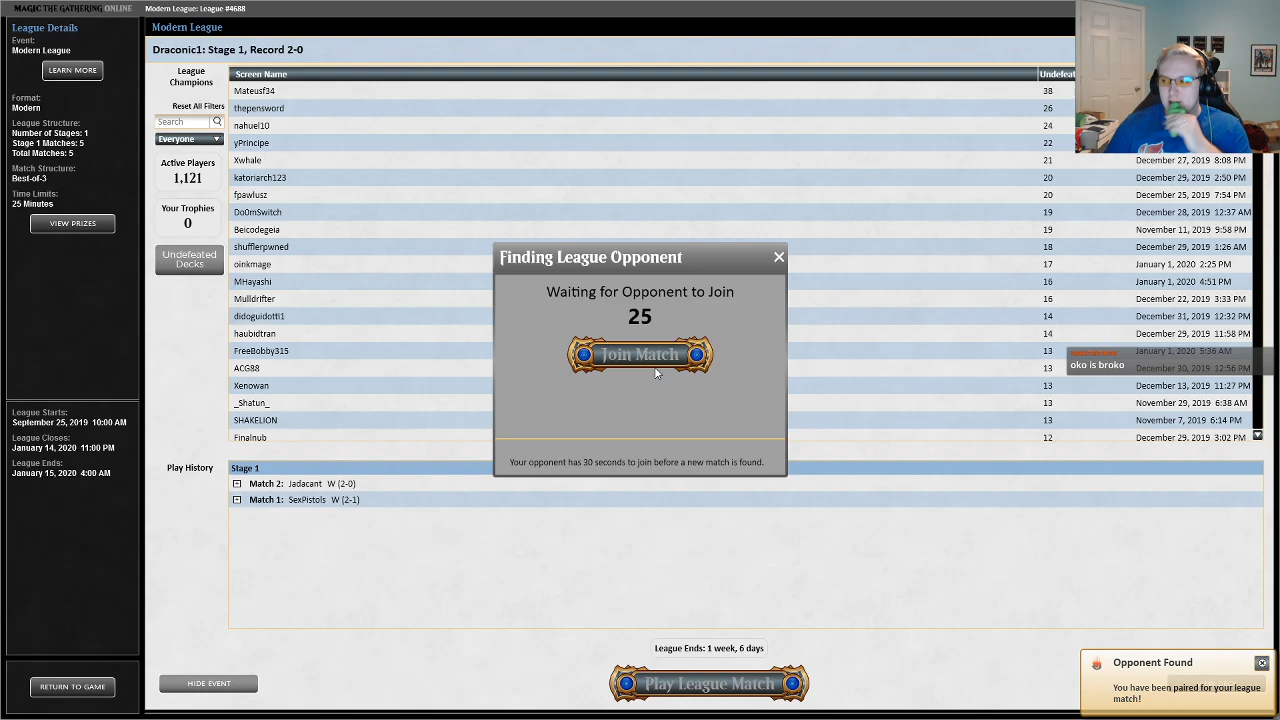 MAGIC THE GATHERING ONLINE
Modern League: League #4688
League Details
Event:
Modern League
LEARN MORE
Format:
Modern
League Structure:
Number of Stages: 1
Stage 1 Matches: 5
Total Matches: 5
Match Structure:
Best-of-3
Time Limits:
25 Minutes
VIEW PRIZES
League Starts:
September 25, 2019 10:00 AM
League Closes:
January 14, 2020 11:00 PM
League Ends:
January 15, 2020 4:00 AM
RETURN TO GAME
Modern League
Draconic1: Stage 1, Record 2-0
League Champions
Reset All Filters
Search
Everyone
Active Players
1,121
Your Trophies
0
Undefeated Decks
Screen Name Undefeat
Mateusf34 38
thepensword 26
nahuel10 24
yPrincipe 22
Xwhale 21 December 27, 2019 8:08 PM
katoriarch123 20 December 29, 2019 2:50 PM
fpawlusz 20 December 25, 2019 7:54 PM
Do0mSwitch 19 December 28, 2019 12:37 AM
Beicodegeia 19 November 11, 2019 9:58 PM
shufflerpwned 18 December 29, 2019 1:26 AM
oinkmage 17 January 1, 2020 2:25 PM
MHayashi 16 January 1, 2020 4:51 PM
Mulldrifter 16 December 22, 2019 3:33 PM
didoguidotti1 14 December 31, 2019 12:32 PM
haubidtran 14 December 29, 2019 11:58 PM
FreeBobby315 13 January 1, 2020 5:36 AM
ACG88 13 December 30, 2019 12:56 PM
Xenowan 13 December 13, 2019 11:27 PM
_Shatun_ 13 November 29, 2019 6:38 AM
SHAKELION 13 November 7, 2019 6:14 PM
Finalnub 12 December 29, 2019 3:02 PM
oko is broko
Finding League Opponent
Waiting for Opponent to Join
25
Join Match
Your opponent has 30 seconds to join before a new match is found.
Play History
Stage 1
Match 2: Jadacant W (2-0)
Match 1: SexPistols W (2-1)
League Ends: 1 week, 6 days
HIDE EVENT
Play League Match
Opponent Found
You have been paired for your league match!